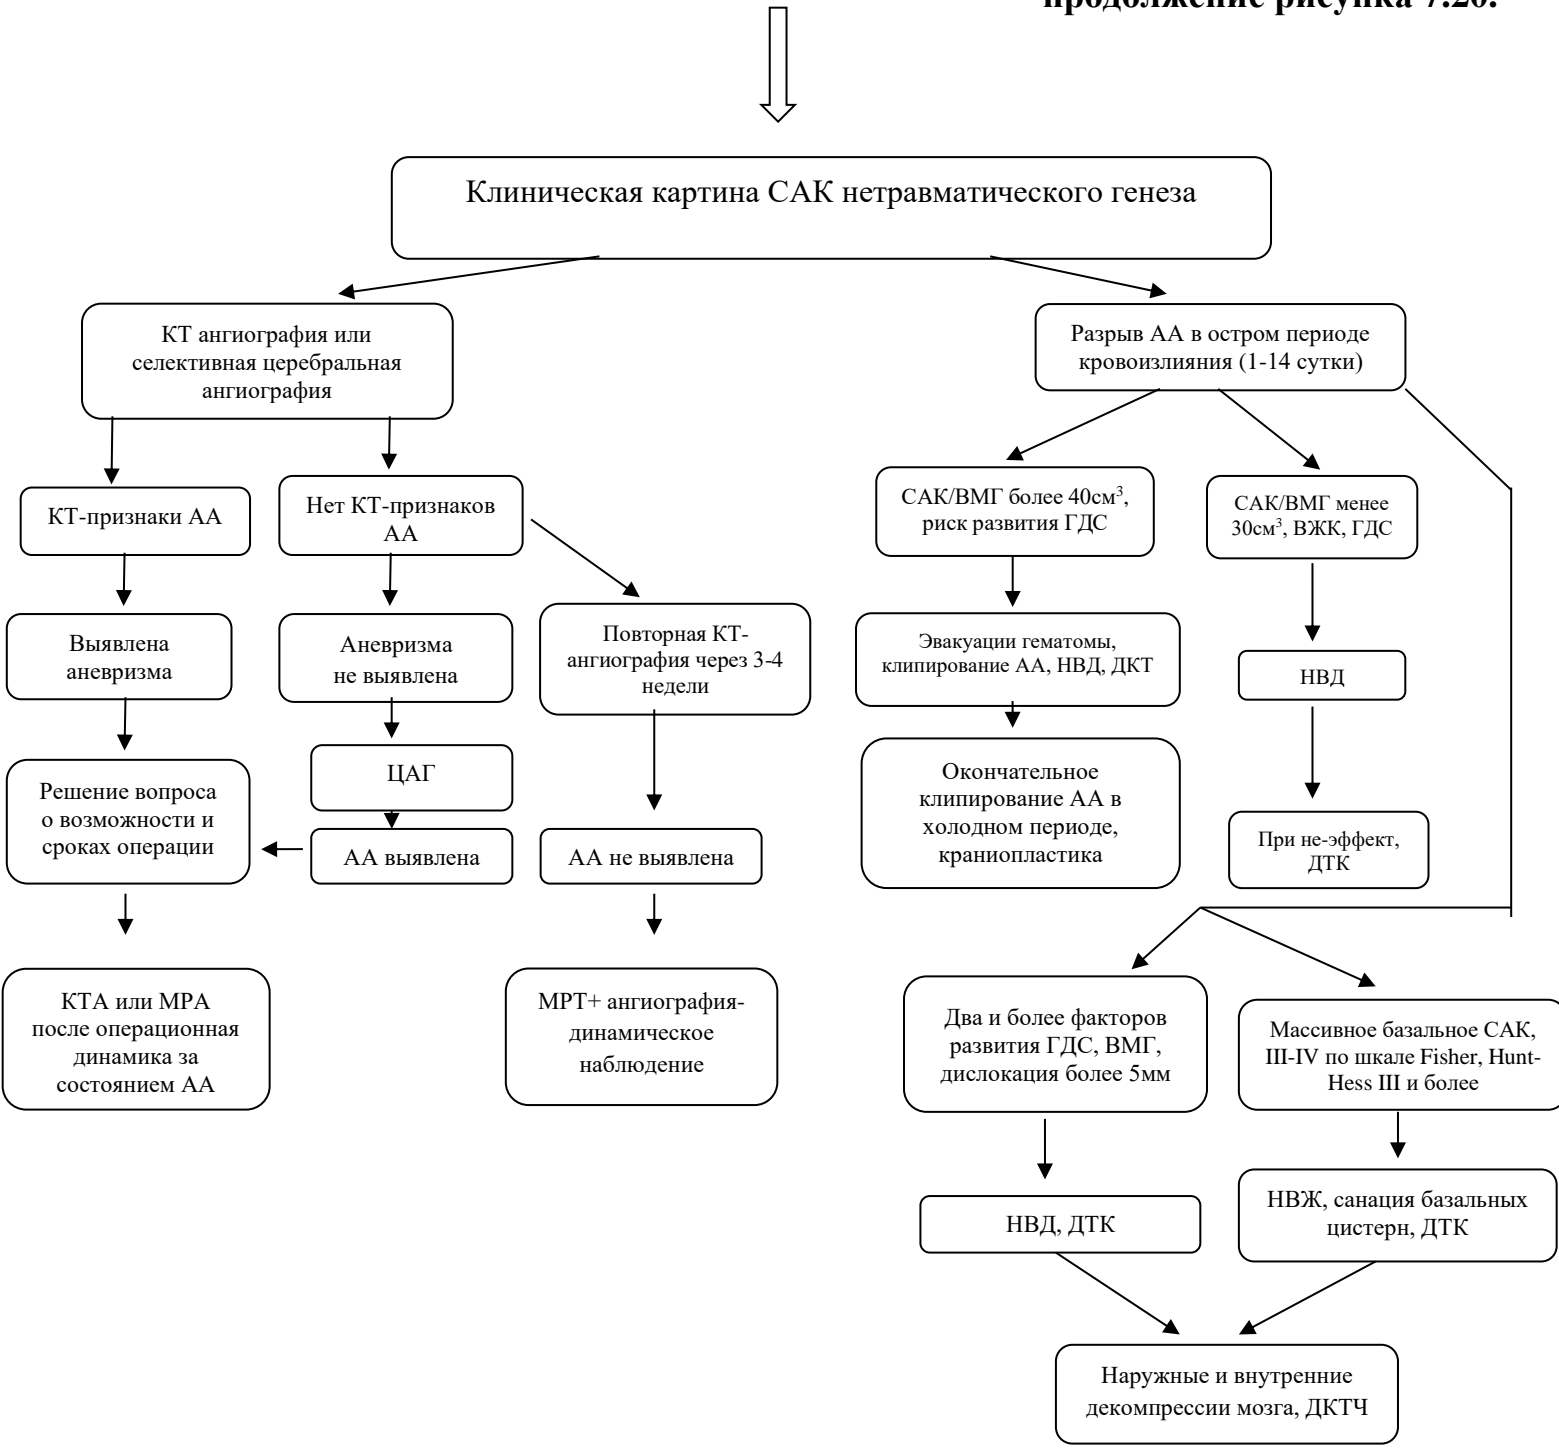 продолжение рисунка 7.20.
Клиническая картина САК нетравматического генеза
КТ ангиография или
селективная церебральная
ангиография
Разрыв АА в остром периоде
кровоизлияния (1-14 сутки)
КТ-признаки АА
Нет КТ-признаков
АА
САК/ВМГ более 40см³,
риск развития ГДС
САК/ВМГ менее
30см³, ВЖК, ГДС
Выявлена
аневризма
Аневризма
не выявлена
Повторная КТ-
ангиография через 3-4
недели
Эвакуации гематомы,
клипирование АА, НВД, ДКТ
НВД
Решение вопроса
о возможности и
сроках операции
ЦАГ
АА выявлена
АА не выявлена
Окончательное
клипирование АА в
холодном периоде,
краниопластика
При не-эффект,
ДТК
КТА или МРА
после операционная
динамика за
состоянием АА
МРТ+ ангиография-
динамическое
наблюдение
Два и более факторов
развития ГДС, ВМГ,
дислокация более 5мм
Массивное базальное САК,
III-IV по шкале Fisher, Hunt-
Hess III и более
НВД, ДТК
НВЖ, санация базальных
цистерн, ДТК
Наружные и внутренние
декомпрессии мозга, ДКТЧ